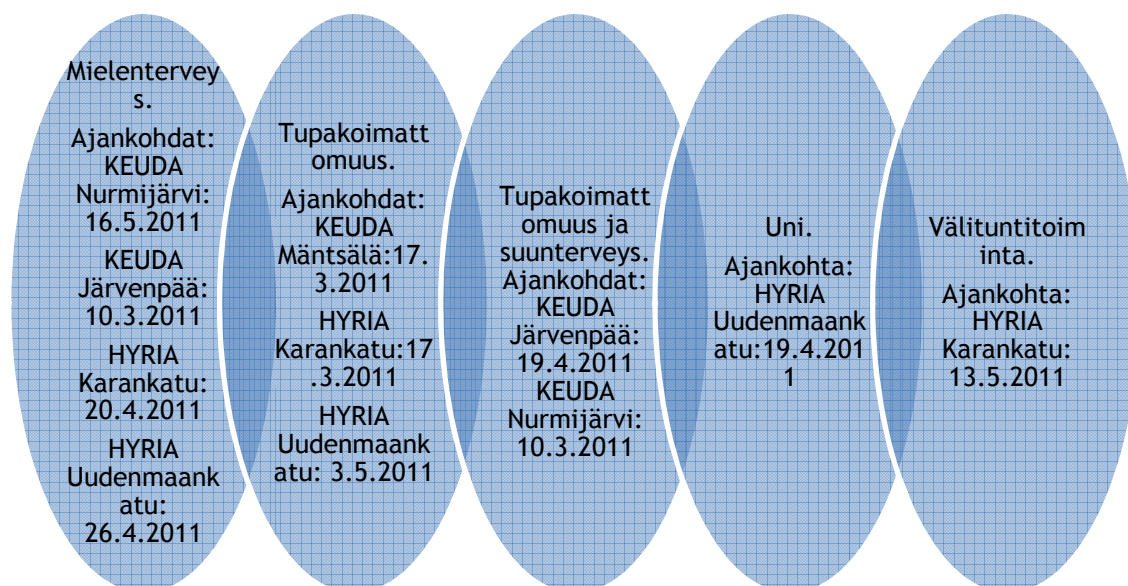 Mielentervey
s.
Ajankohdat:
KEUDA
Nurmijärvi:
16.5.2011
KEUDA
Järvenpää:
10.3.2011
HYRIA
Karankatu:
20.4.2011
HYRIA
Uudenmaank
atu:
26.4.2011
Tupakoimatt
omuus.
Ajankohdat:
KEUDA
Mäntsälä:17.
3.2011
HYRIA
Karankatu:17
.3.2011
HYRIA
Uudenmaank
atu: 3.5.2011
Tupakoimatt
omuus ja
suunterveys.
Ajankohdat:
KEUDA
Järvenpää:
19.4.2011
KEUDA
Nurmijärvi:
10.3.2011
Uni.
Ajankohta:
HYRIA
Uudenmaank
atu:19.4.201
1
Välituntitoim
inta.
Ajankohta:
HYRIA
Karankatu:
13.5.2011